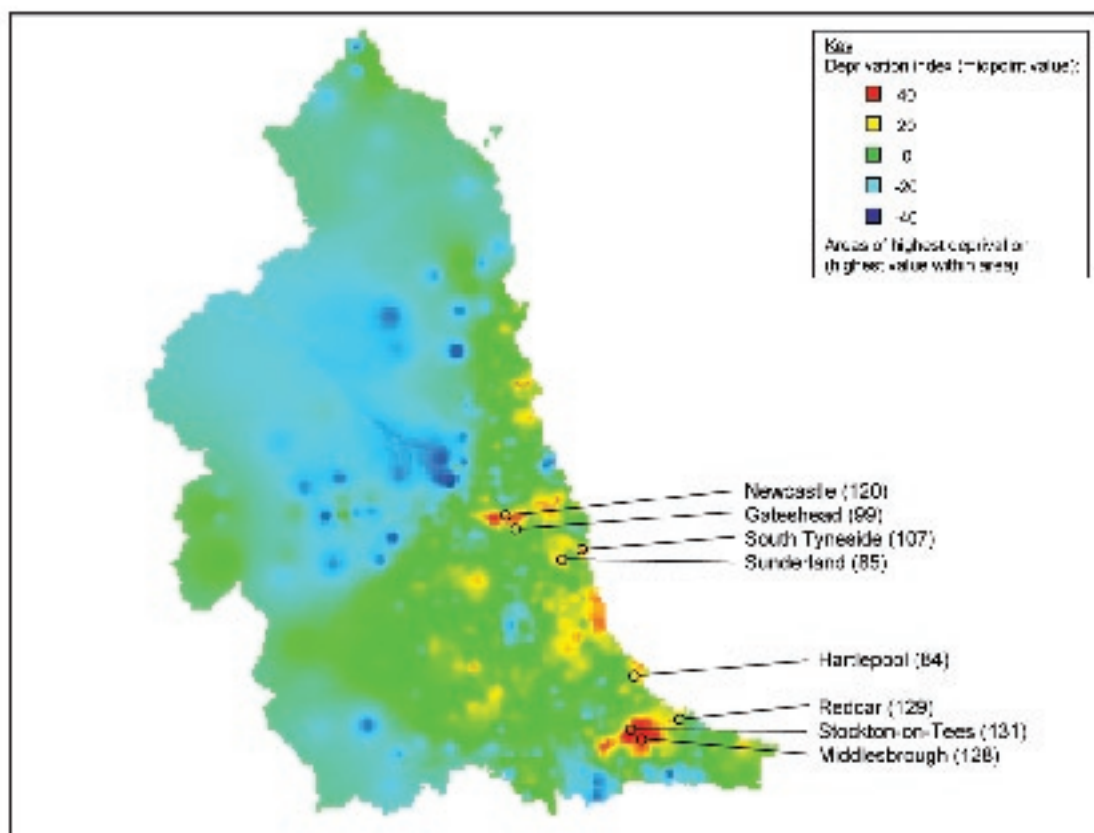 Key
Deprivation index (midpoint value):
40
20
0
-20
-40
Areas of highest deprivation
(highest value within area)
Newcastle (120)
Gateshead (99)
South Tyneside (107)
Sunderland (85)
Hartlepool (84)
Redcar (129)
Stockton-on-Tees (131)
Middlesbrough (128)